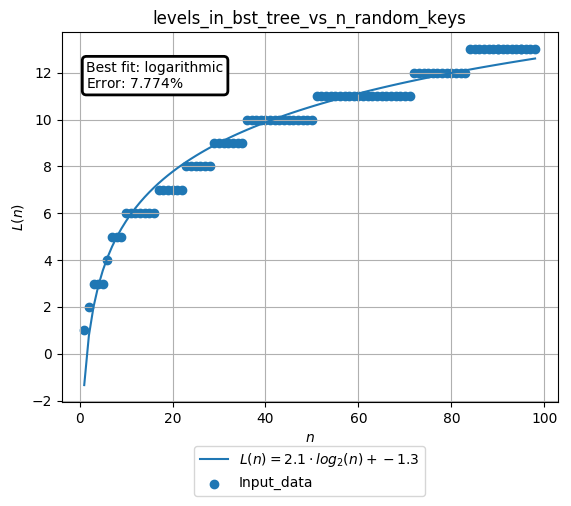 levels_in_bst_tree_vs_n_random_keys
Best fit: logarithmic
Error: 7.774%
12
10
8
6
4
2
0
−2
L(n)
0 20 40 60 80 100
n
L(n) = 2.1 · log₂(n) + −1.3
Input_data